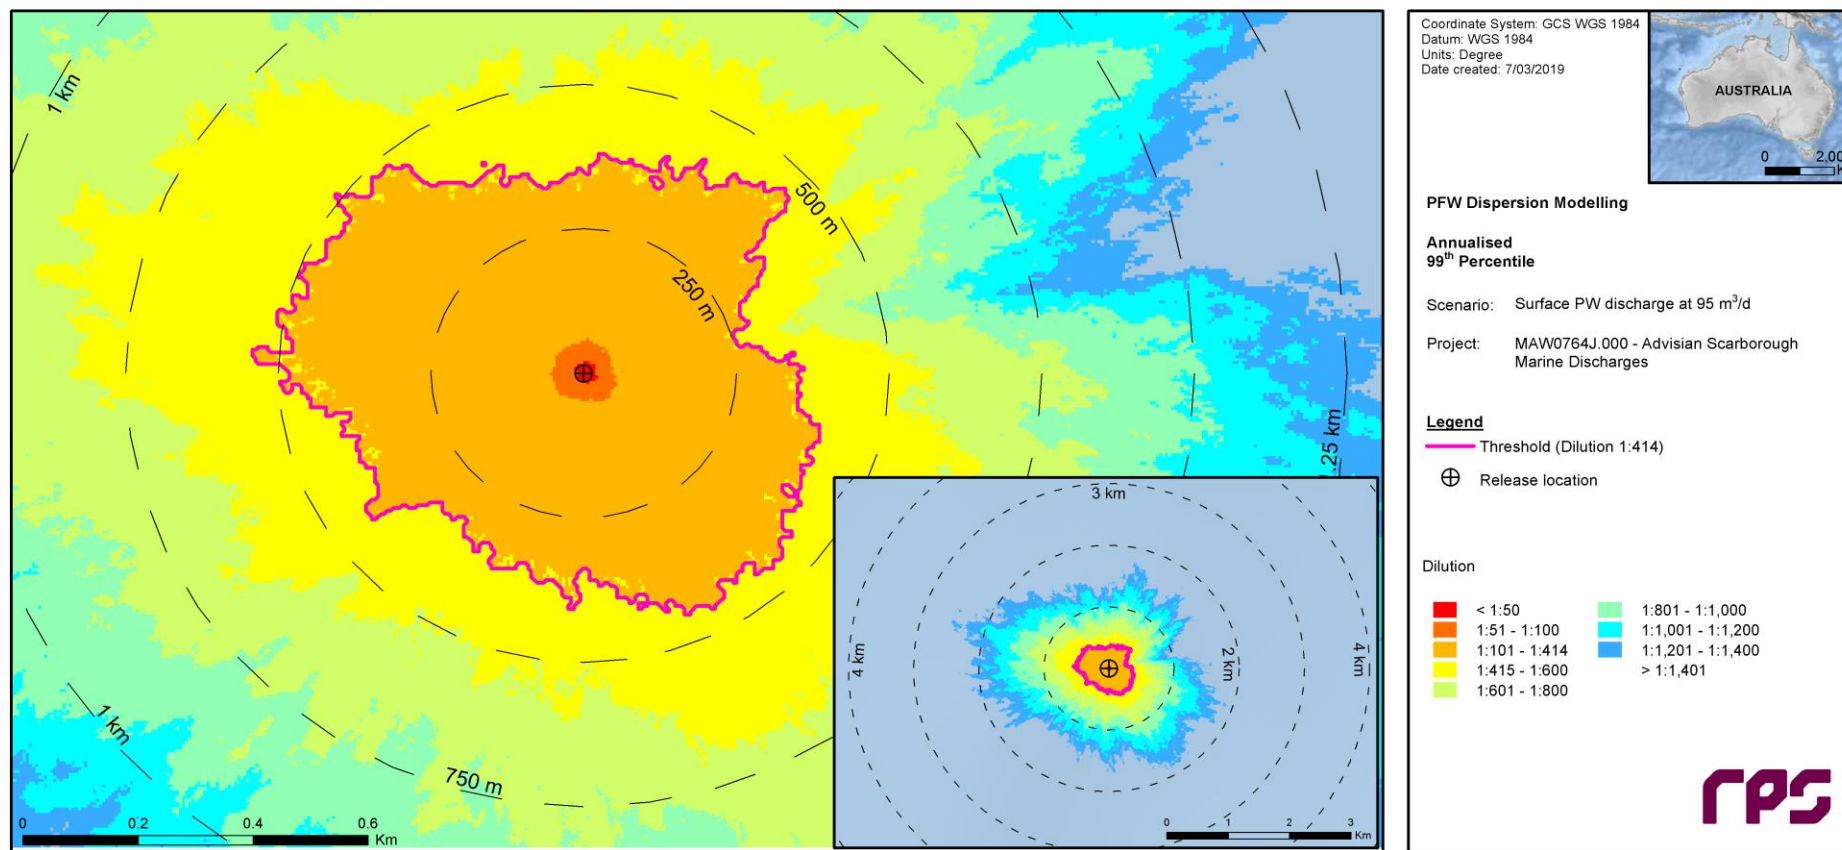 1 km
500 m
250 m
1.25 km
1 km
750 m
0 0.2 0.4 0.6
Km
3 km
4 km
2 km
4 km
0 1 2 3
Km
Coordinate System: GCS WGS 1984
Datum: WGS 1984
Units: Degree
Date created: 7/03/2019
AUSTRALIA
0 2,00
K
PFW Dispersion Modelling
Annualised
99th Percentile
Scenario: Surface PW discharge at 95 m³/d
Project: MAW0764J.000 - Advisian Scarborough
Marine Discharges
Legend
Threshold (Dilution 1:414)
Release location
Dilution
< 1:50
1:51 - 1:100
1:101 - 1:414
1:415 - 1:600
1:601 - 1:800
1:801 - 1:1,000
1:1,001 - 1:1,200
1:1,201 - 1:1,400
> 1:1,401
rps